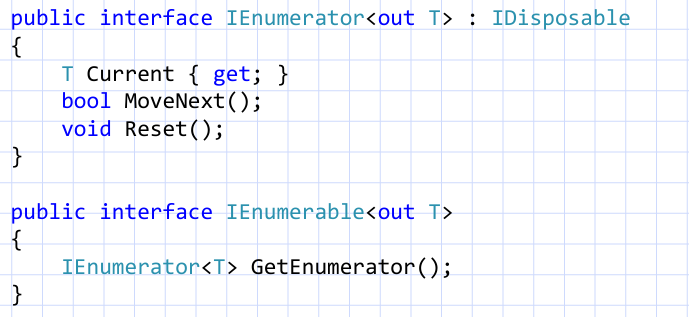 public interface IEnumerator<out T> : IDisposable
{
    T Current { get; }
    bool MoveNext();
    void Reset();
}
public interface IEnumerable<out T>
{
    IEnumerator<T> GetEnumerator();
}